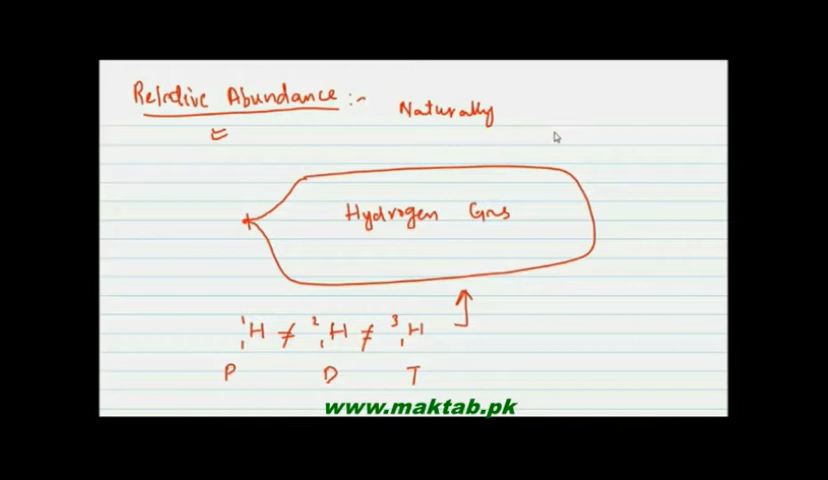 Relative Abundance :-
Naturally
Hydrogen Gas
¹₁H ≠ ²₁H ≠ ³₁H
P D T
www.maktab.pk